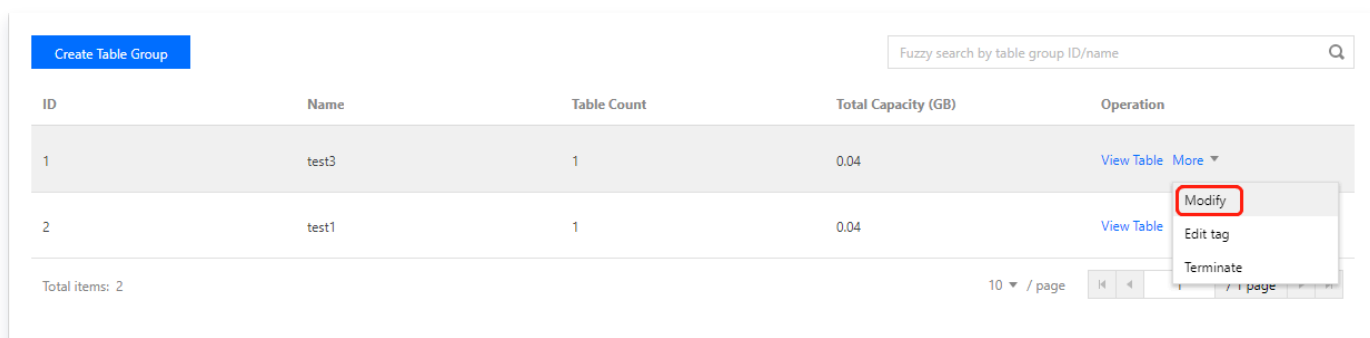 Create Table Group
Fuzzy search by table group ID/name
ID Name Table Count Total Capacity (GB) Operation
1 test3 1 0.04 View Table More
Modify
2 test1 1 0.04 View Table
Edit tag
Terminate
Total items: 2 10 / page 1 / 1 page